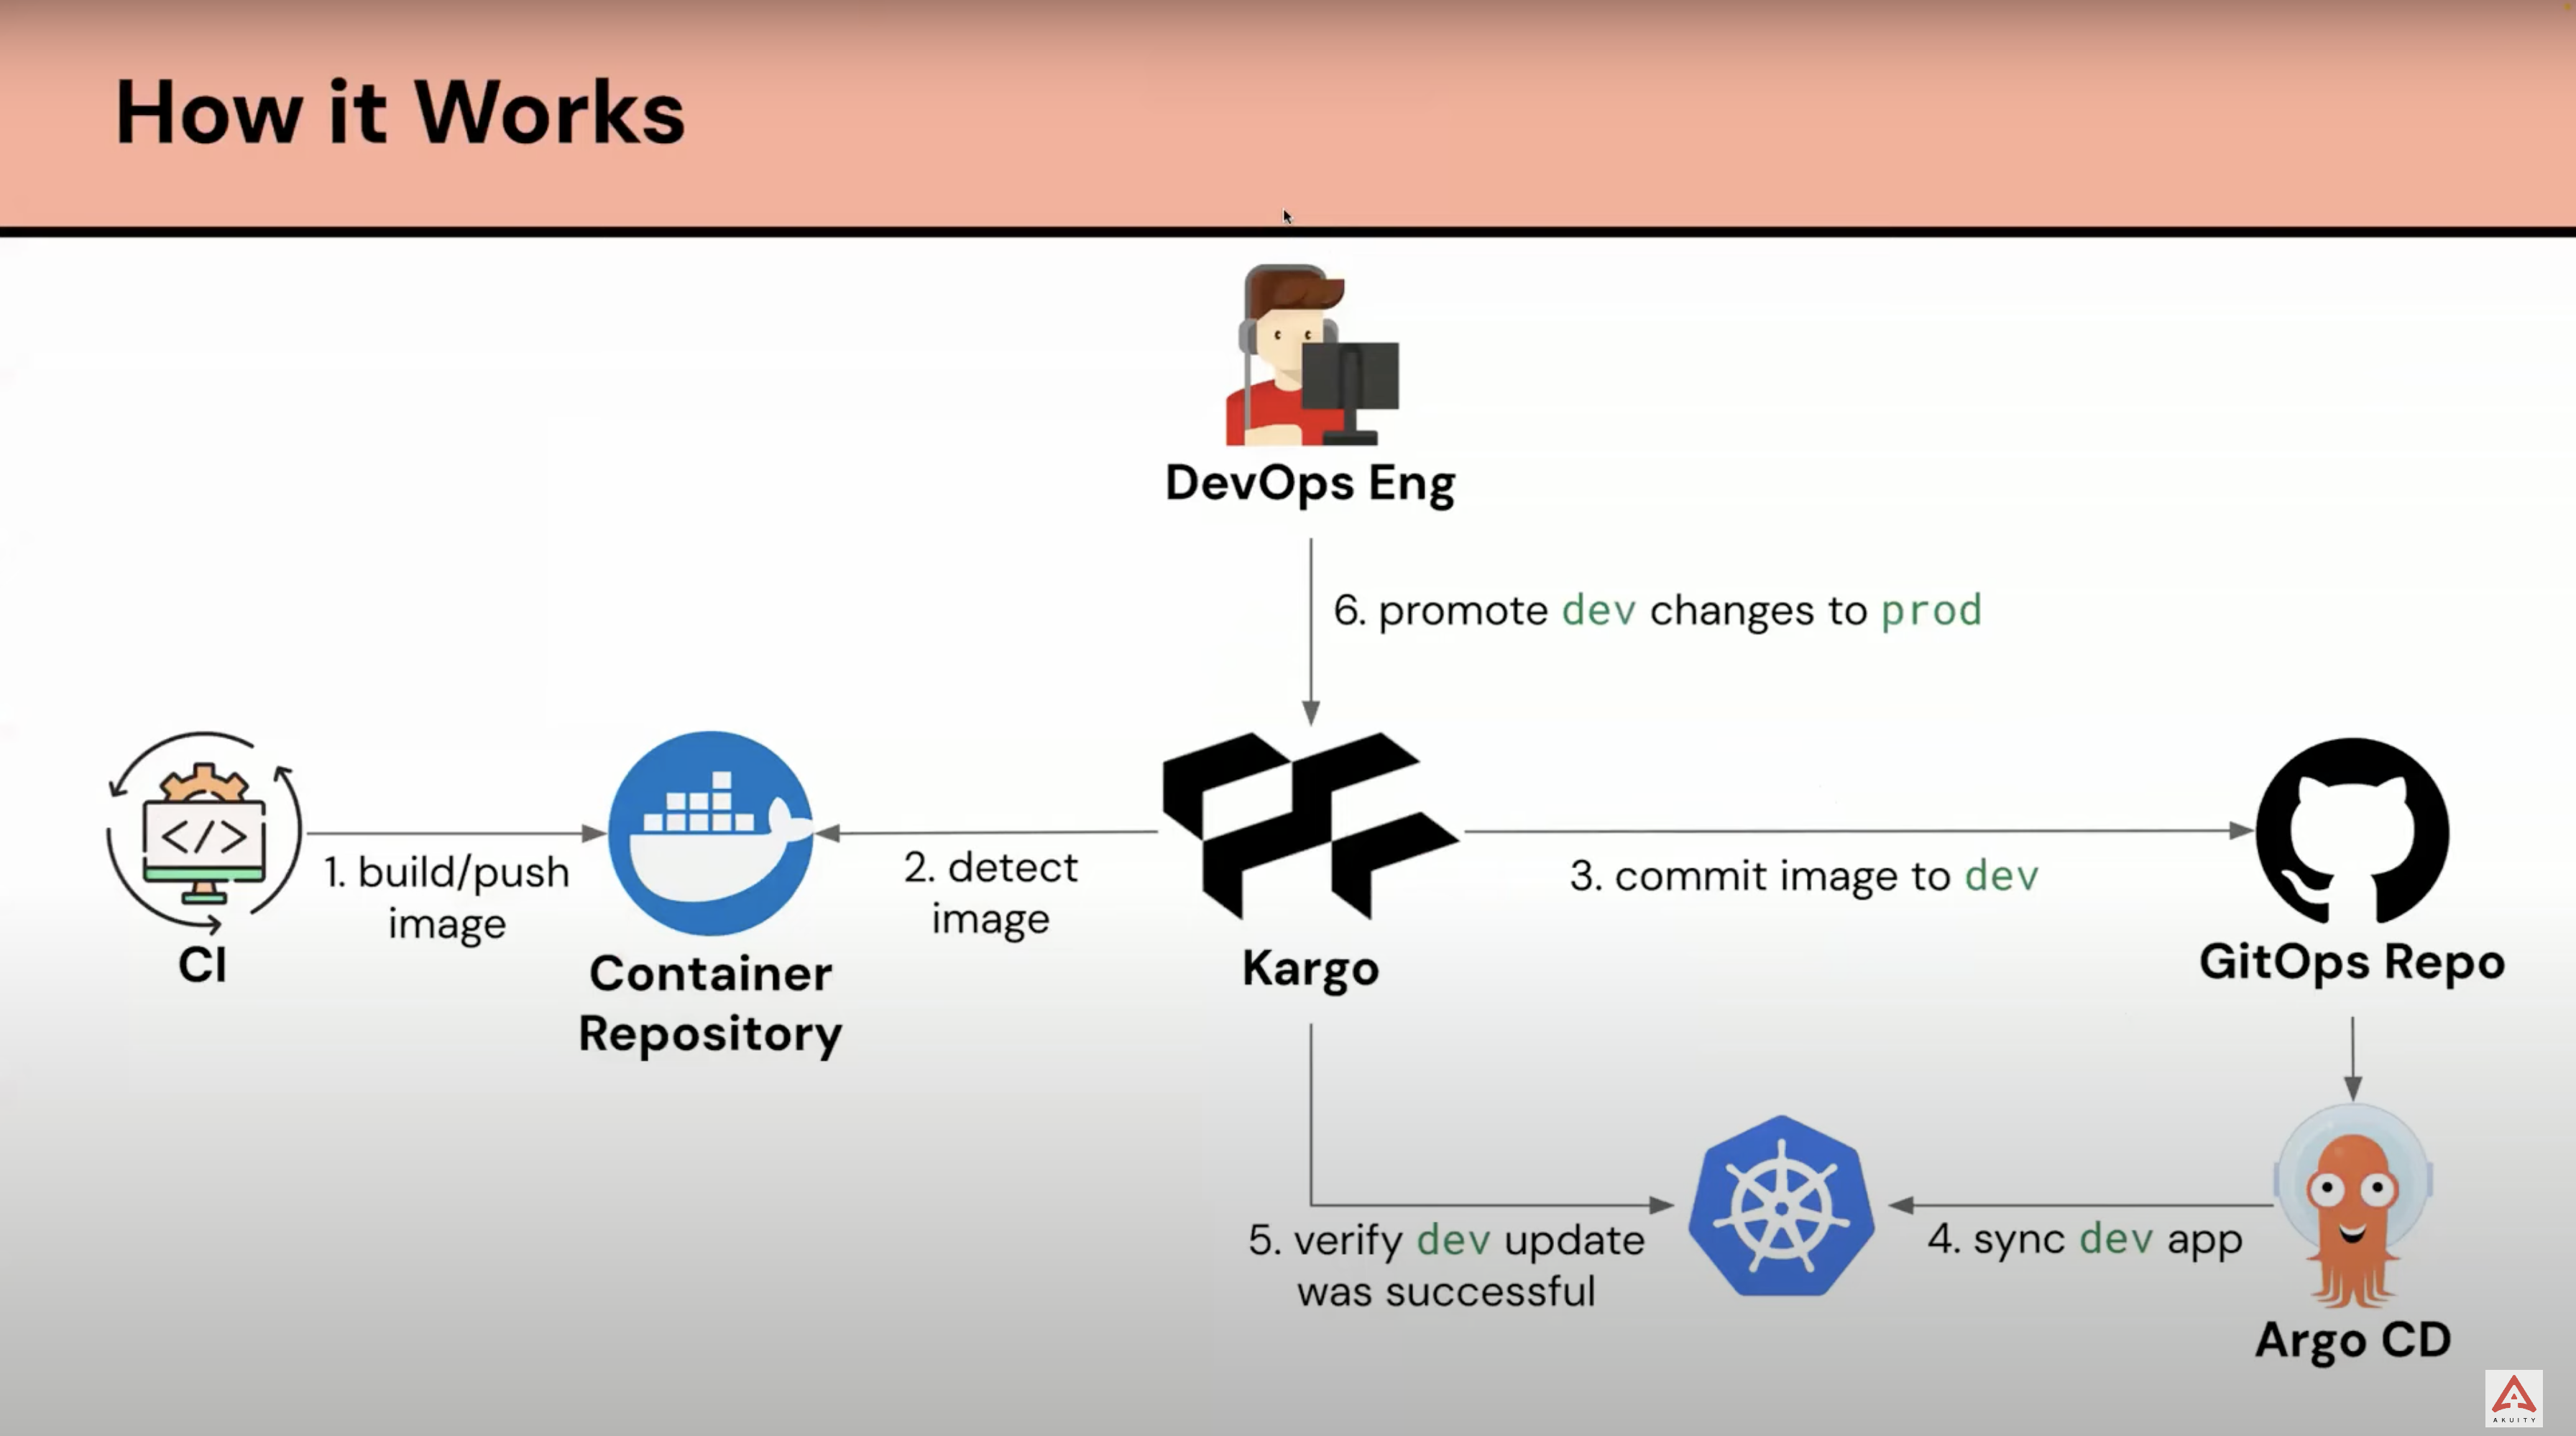 How it Works
DevOps Eng
6. promote dev changes to prod
</>
1. build/push
image
2. detect
image
3. commit image to dev
CI
Container
Repository
Kargo
GitOps Repo
5. verify dev update
was successful
4. sync dev app
Argo CD
AKUITY